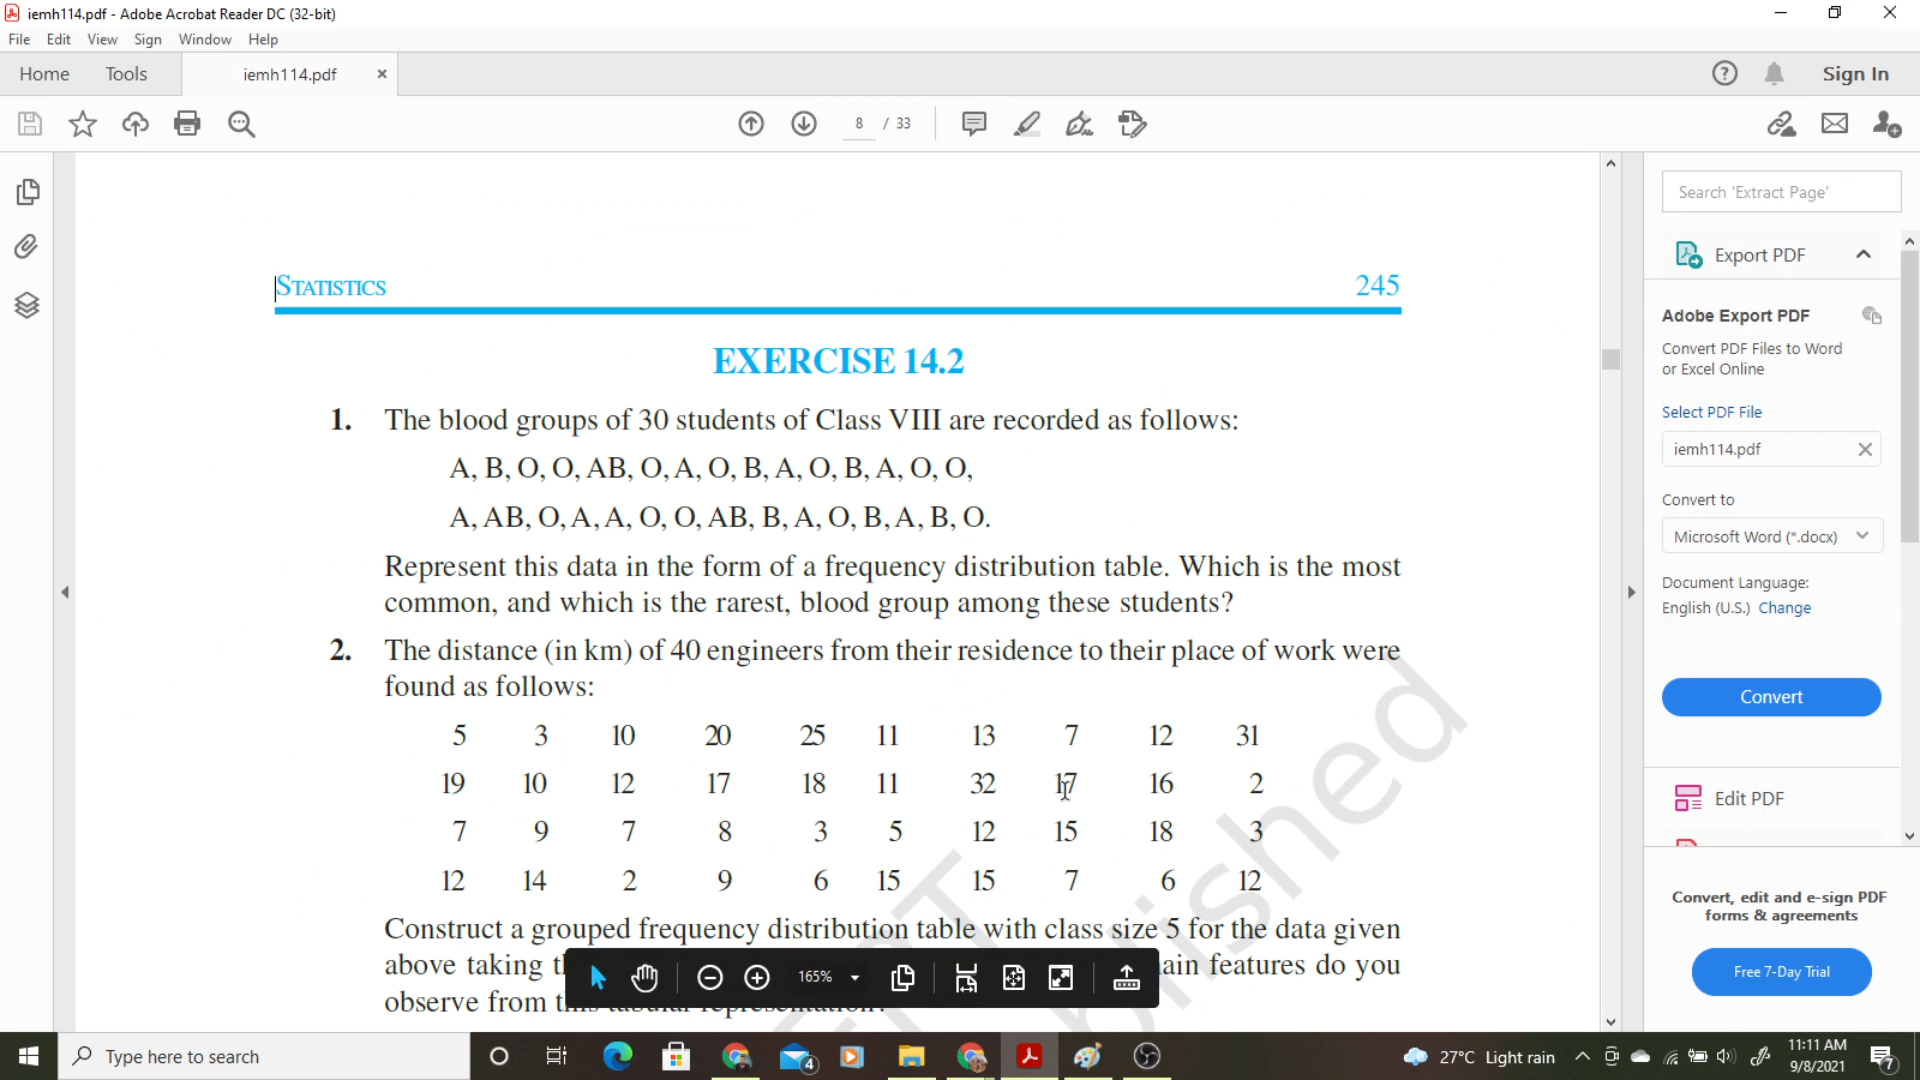 iemh114.pdf - Adobe Acrobat Reader DC (32-bit)
File Edit View Sign Window Help
Home Tools iemh114.pdf × Sign In
8 / 33
Search 'Extract Page'
Export PDF
Adobe Export PDF
Convert PDF Files to Word
or Excel Online
Select PDF File
iemh114.pdf
Convert to
Microsoft Word (*.docx)
Document Language:
English (U.S.) Change
Convert
Edit PDF
Convert, edit and e-sign PDF
forms & agreements
Free 7-Day Trial
STATISTICS 245
EXERCISE 14.2
1. The blood groups of 30 students of Class VIII are recorded as follows:
A, B, O, O, AB, O, A, O, B, A, O, B, A, O, O,
A, AB, O, A, A, O, O, AB, B, A, O, B, A, B, O.
Represent this data in the form of a frequency distribution table. Which is the most
common, and which is the rarest, blood group among these students?
2. The distance (in km) of 40 engineers from their residence to their place of work were
found as follows:
5 3 10 20 25 11 13 7 12 31
19 10 12 17 18 11 32 17 16 2
7 9 7 8 3 5 12 15 18 3
12 14 2 9 6 15 15 7 6 12
Construct a grouped frequency distribution table with class size 5 for the data given
above taking ain features do you
observe from this tabular representation?
165%
Type here to search
4
27°C Light rain
11:11 AM
9/8/2021
7